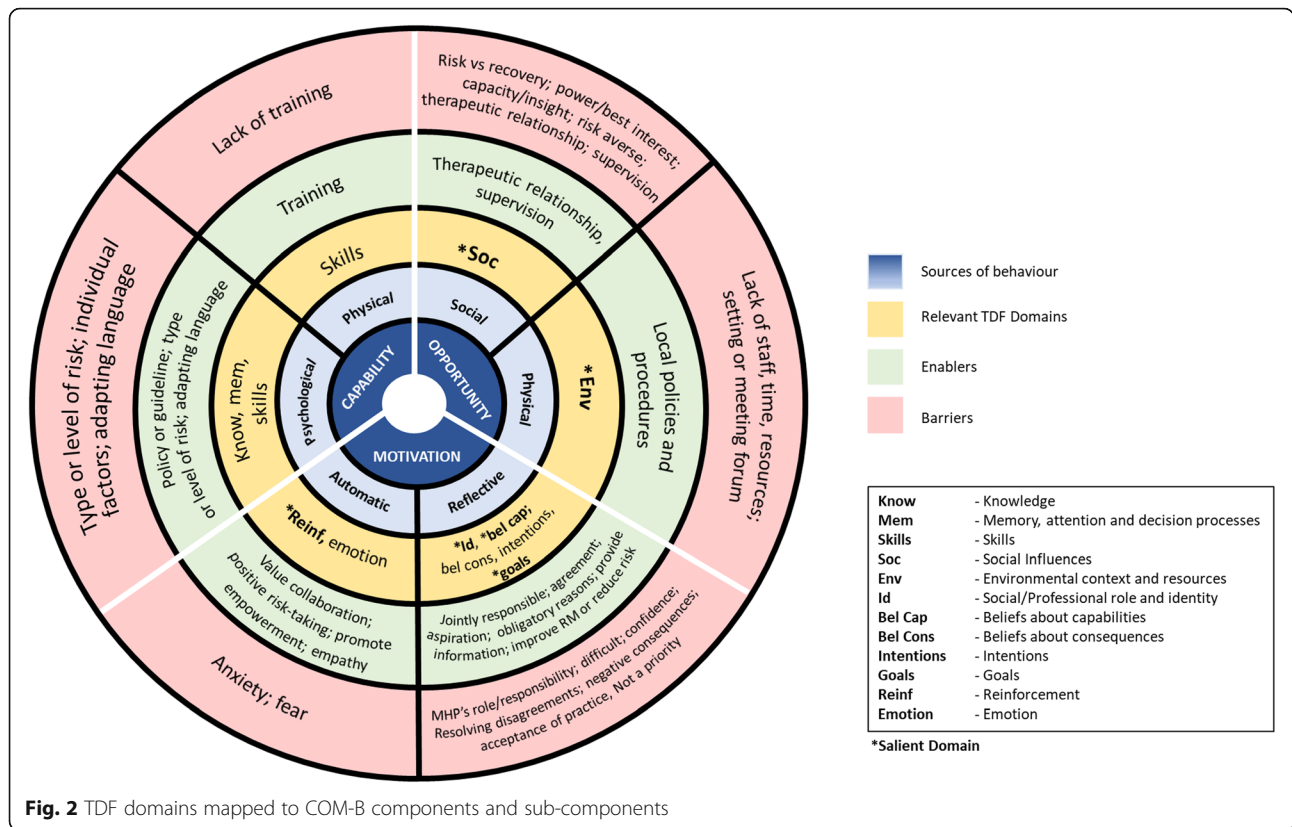 Risk vs recovery; power/best interest;
capacity/insight; risk averse;
therapeutic relationship; supervision
Lack of training
Therapeutic relationship,
supervision
Training
*Soc
Skills
Social
Physical
OPPORTUNITY
CAPABILITY
MOTIVATION
Physical
Psychological
Automatic
Reflective
*Env
Local policies and
procedures
Lack of staff, time, resources;
setting or meeting forum
Know, mem,
skills
Policy or guideline; type
or level of risk; adapting language
Type or level of risk; individual
factors; adapting language
*Reinf, emotion
Value collaboration;
positive risk-taking; promote
empowerment; empathy
Anxiety; fear
*Id, *bel cap;
bel cons, intentions,
*goals
Jointly responsible; agreement;
aspiration; obligatory reasons; provide
information; improve RM or reduce risk
MHP's role/responsibility; difficult; confidence;
Resolving disagreements; negative consequences;
acceptance of practice, Not a priority
Sources of behaviour
Relevant TDF Domains
Enablers
Barriers
Know - Knowledge
Mem - Memory, attention and decision processes
Skills - Skills
Soc - Social Influences
Env - Environmental context and resources
Id - Social/Professional role and identity
Bel Cap - Beliefs about capabilities
Bel Cons - Beliefs about consequences
Intentions - Intentions
Goals - Goals
Reinf - Reinforcement
Emotion - Emotion
*Salient Domain
Fig. 2 TDF domains mapped to COM-B components and sub-components